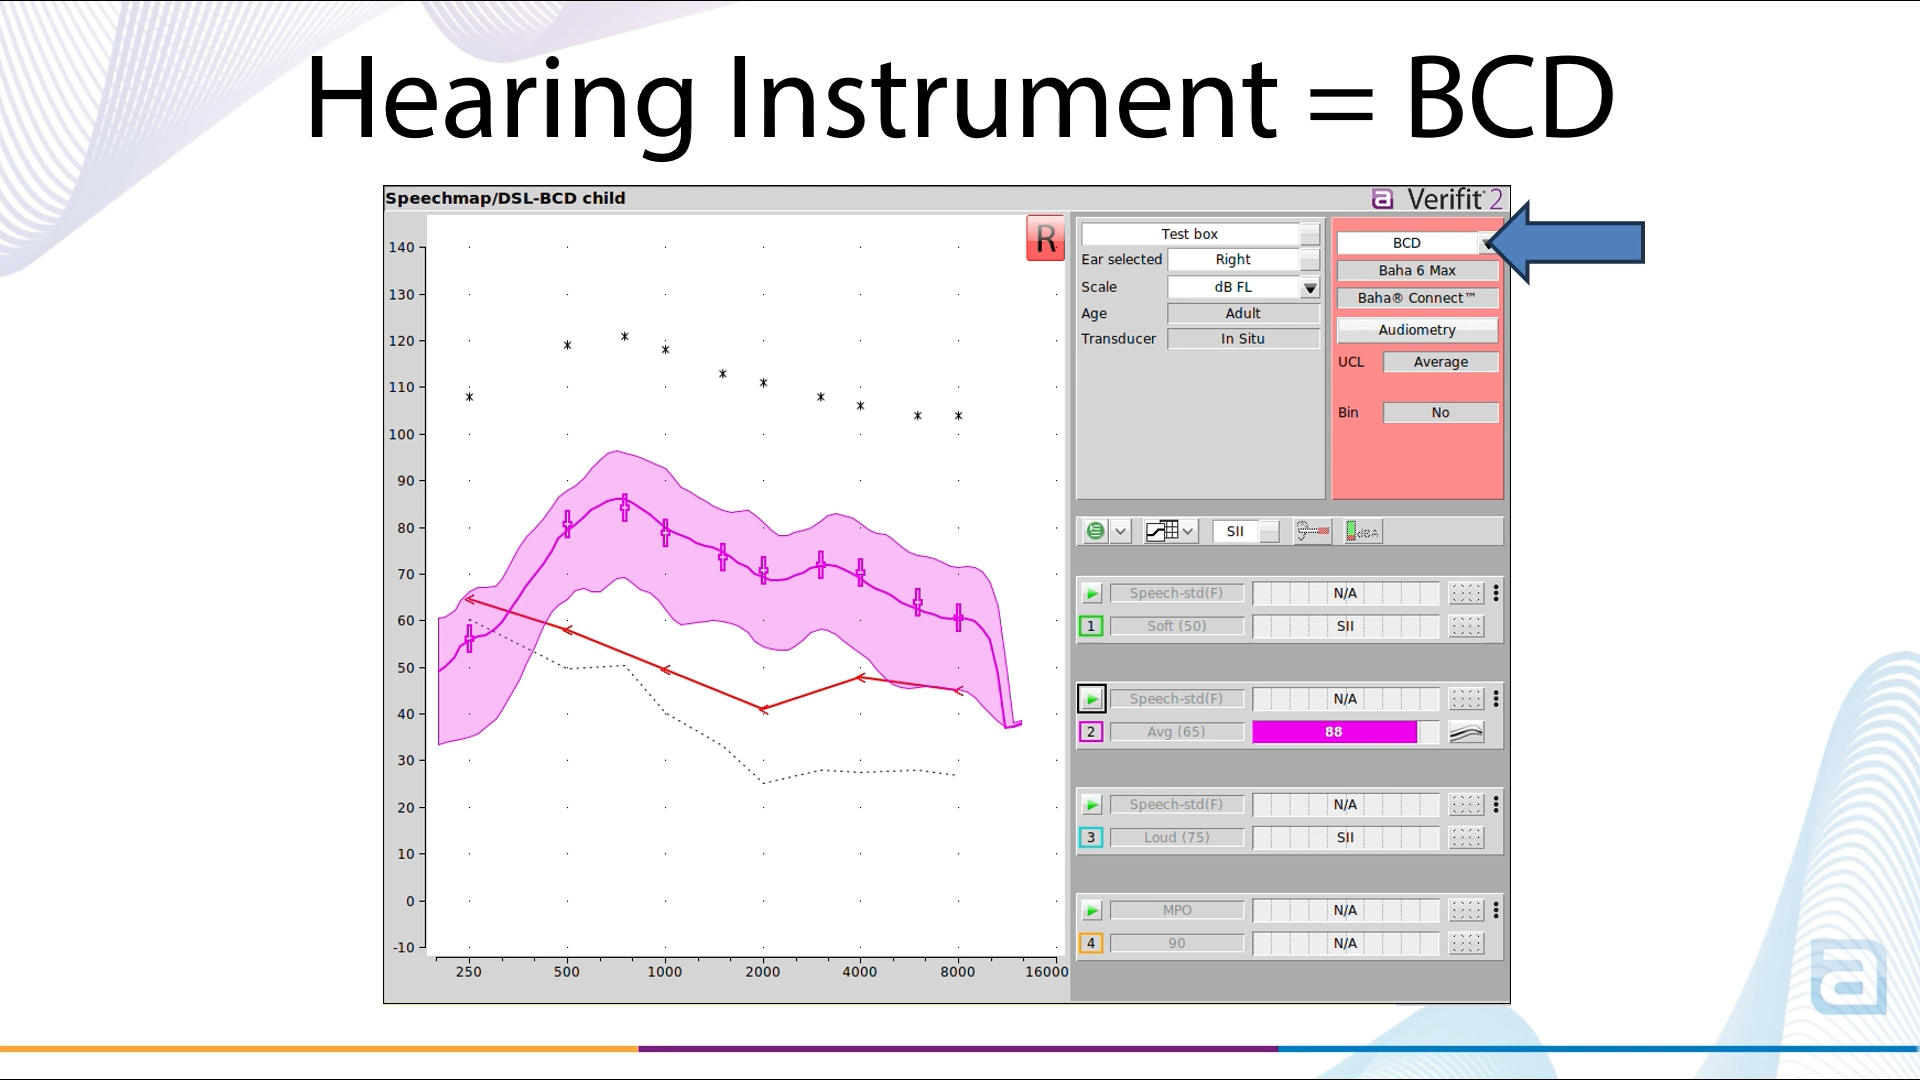 Hearing Instrument = BCD
Speechmap/DSL-BCD child
a Verifit 2
R
140
130
120
110
100
90
80
70
60
50
40
30
20
10
0
-10
250 500 1000 2000 4000 8000 16000
Test box
Ear selected Right
Scale dB FL
Age Adult
Transducer In Situ
BCD
Baha 6 Max
Baha® Connect™
Audiometry
UCL Average
Bin No
SII
dBA
Speech-std(F) N/A
1 Soft (50) SII
Speech-std(F) N/A
2 Avg (65) 88
Speech-std(F) N/A
3 Loud (75) SII
MPO N/A
4 90 N/A
a